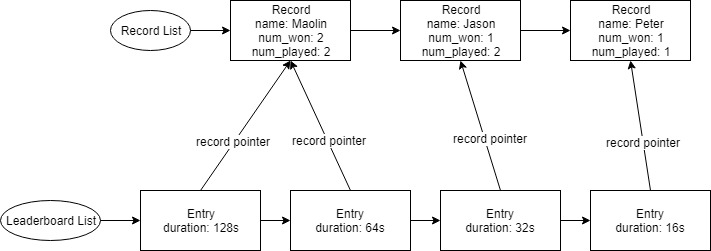 Record List
Record
name: Maolin
num_won: 2
num_played: 2
Record
name: Jason
num_won: 1
num_played: 2
Record
name: Peter
num_won: 1
num_played: 1
record pointer
record pointer
record pointer
record pointer
Leaderboard List
Entry
duration: 128s
Entry
duration: 64s
Entry
duration: 32s
Entry
duration: 16s